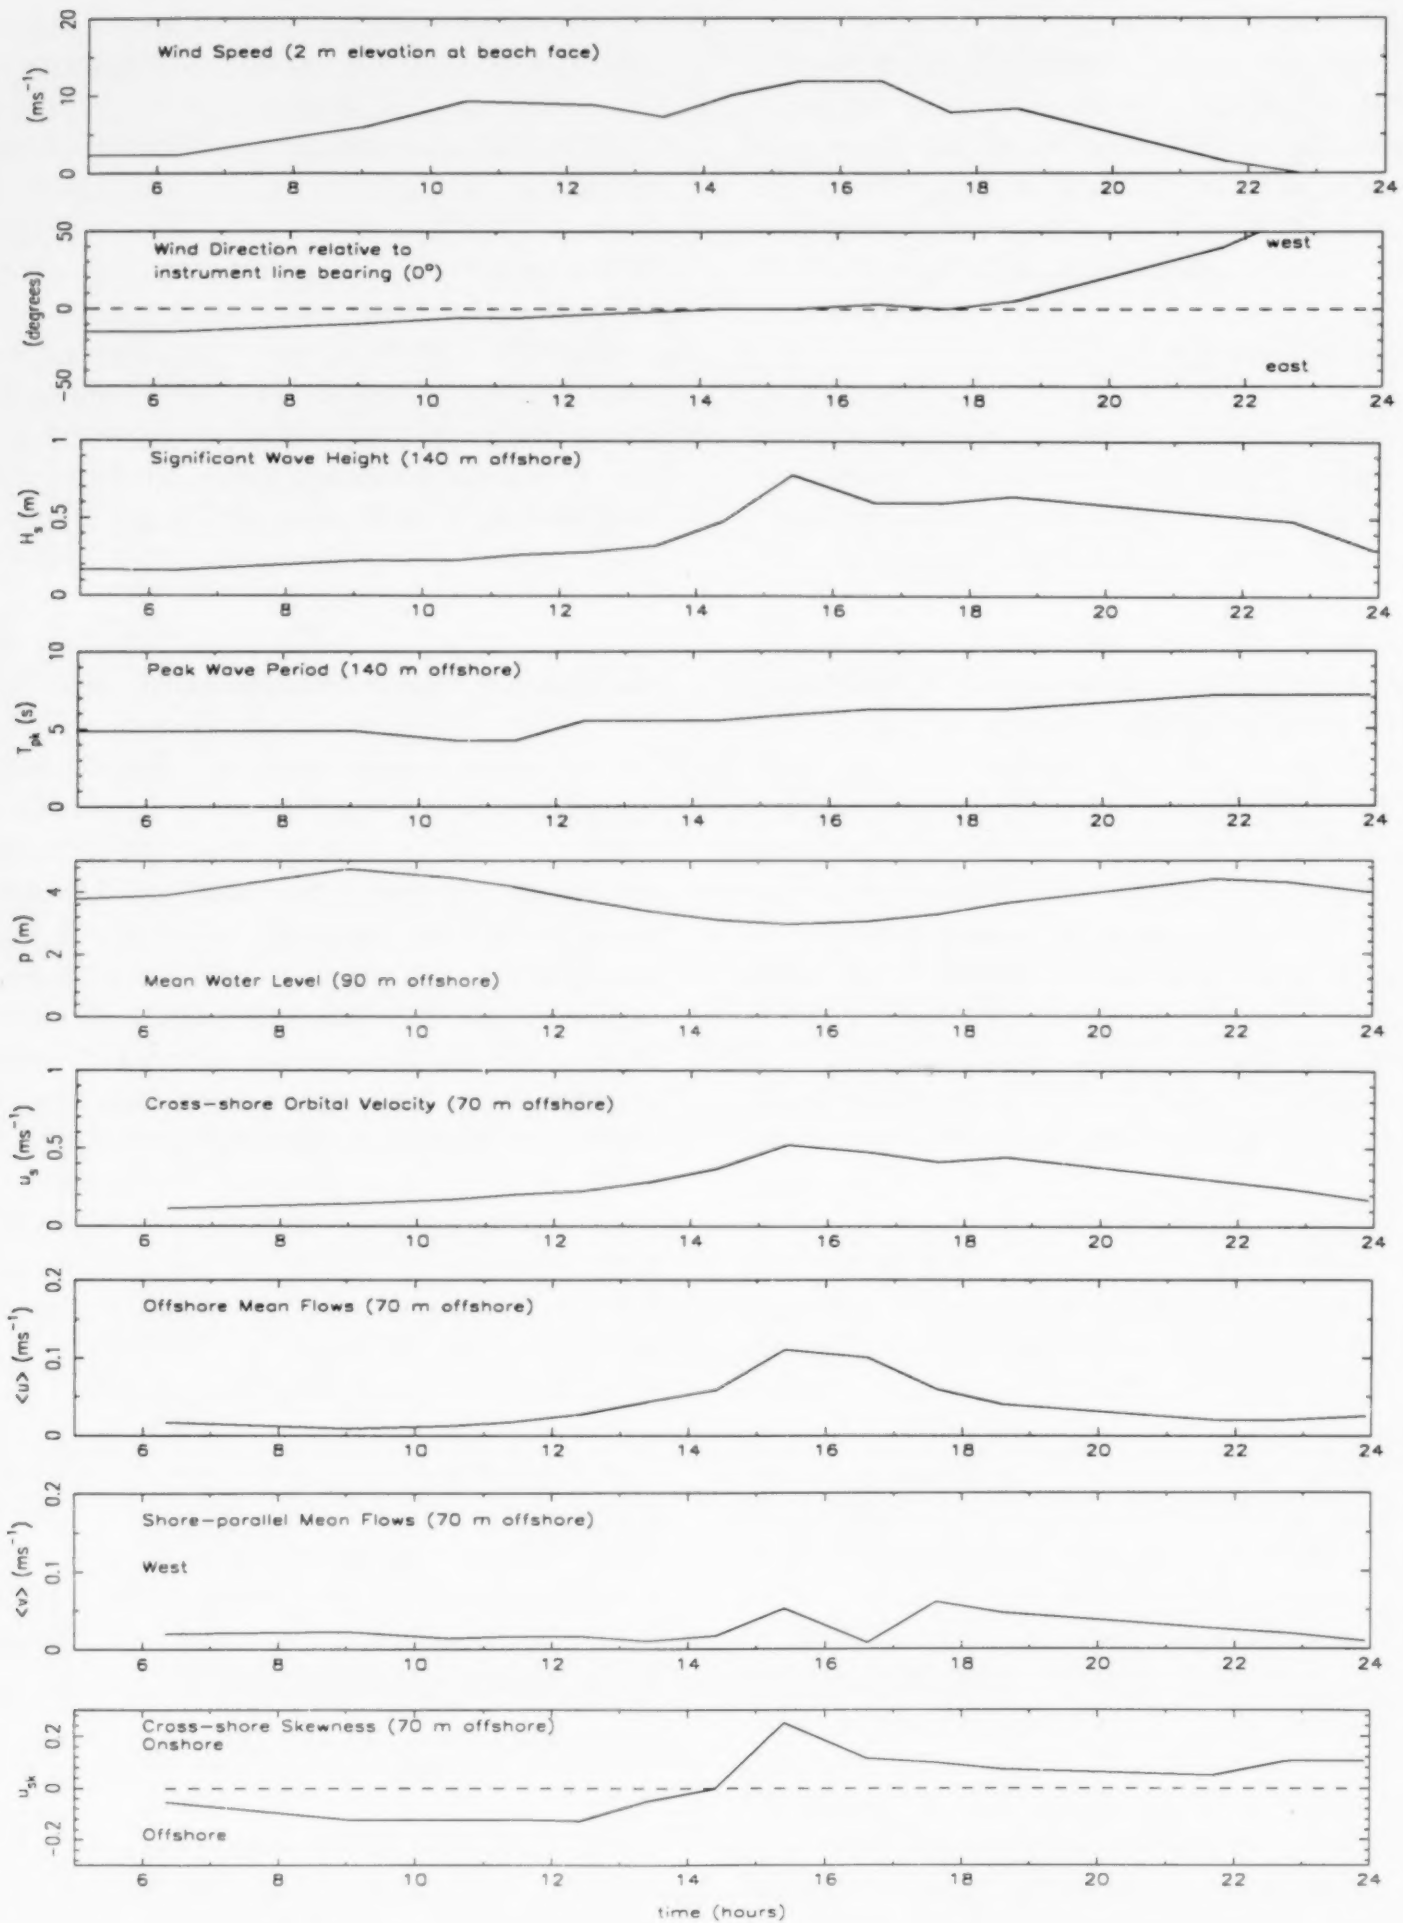 20
10
0
(ms⁻¹)
Wind Speed (2 m elevation at beach face)
6 8 10 12 14 16 18 20 22 24
50
0
-50
(degrees)
Wind Direction relative to
instrument line bearing (0°)
west
east
6 8 10 12 14 16 18 20 22 24
1
0.5
0
H_s (m)
Significant Wave Height (140 m offshore)
6 8 10 12 14 16 18 20 22 24
10
5
0
T_pk (s)
Peak Wave Period (140 m offshore)
6 8 10 12 14 16 18 20 22 24
4
2
0
p (m)
Mean Water Level (90 m offshore)
6 8 10 12 14 16 18 20 22 24
1
0.5
0
u_s (ms⁻¹)
Cross-shore Orbital Velocity (70 m offshore)
6 8 10 12 14 16 18 20 22 24
0.2
0.1
0
<u> (ms⁻¹)
Offshore Mean Flows (70 m offshore)
6 8 10 12 14 16 18 20 22 24
0.2
0.1
0
<v> (ms⁻¹)
Shore-parallel Mean Flows (70 m offshore)
West
6 8 10 12 14 16 18 20 22 24
0.2
0
-0.2
u_sk
Cross-shore Skewness (70 m offshore)
Onshore
Offshore
6 8 10 12 14 16 18 20 22 24
time (hours)